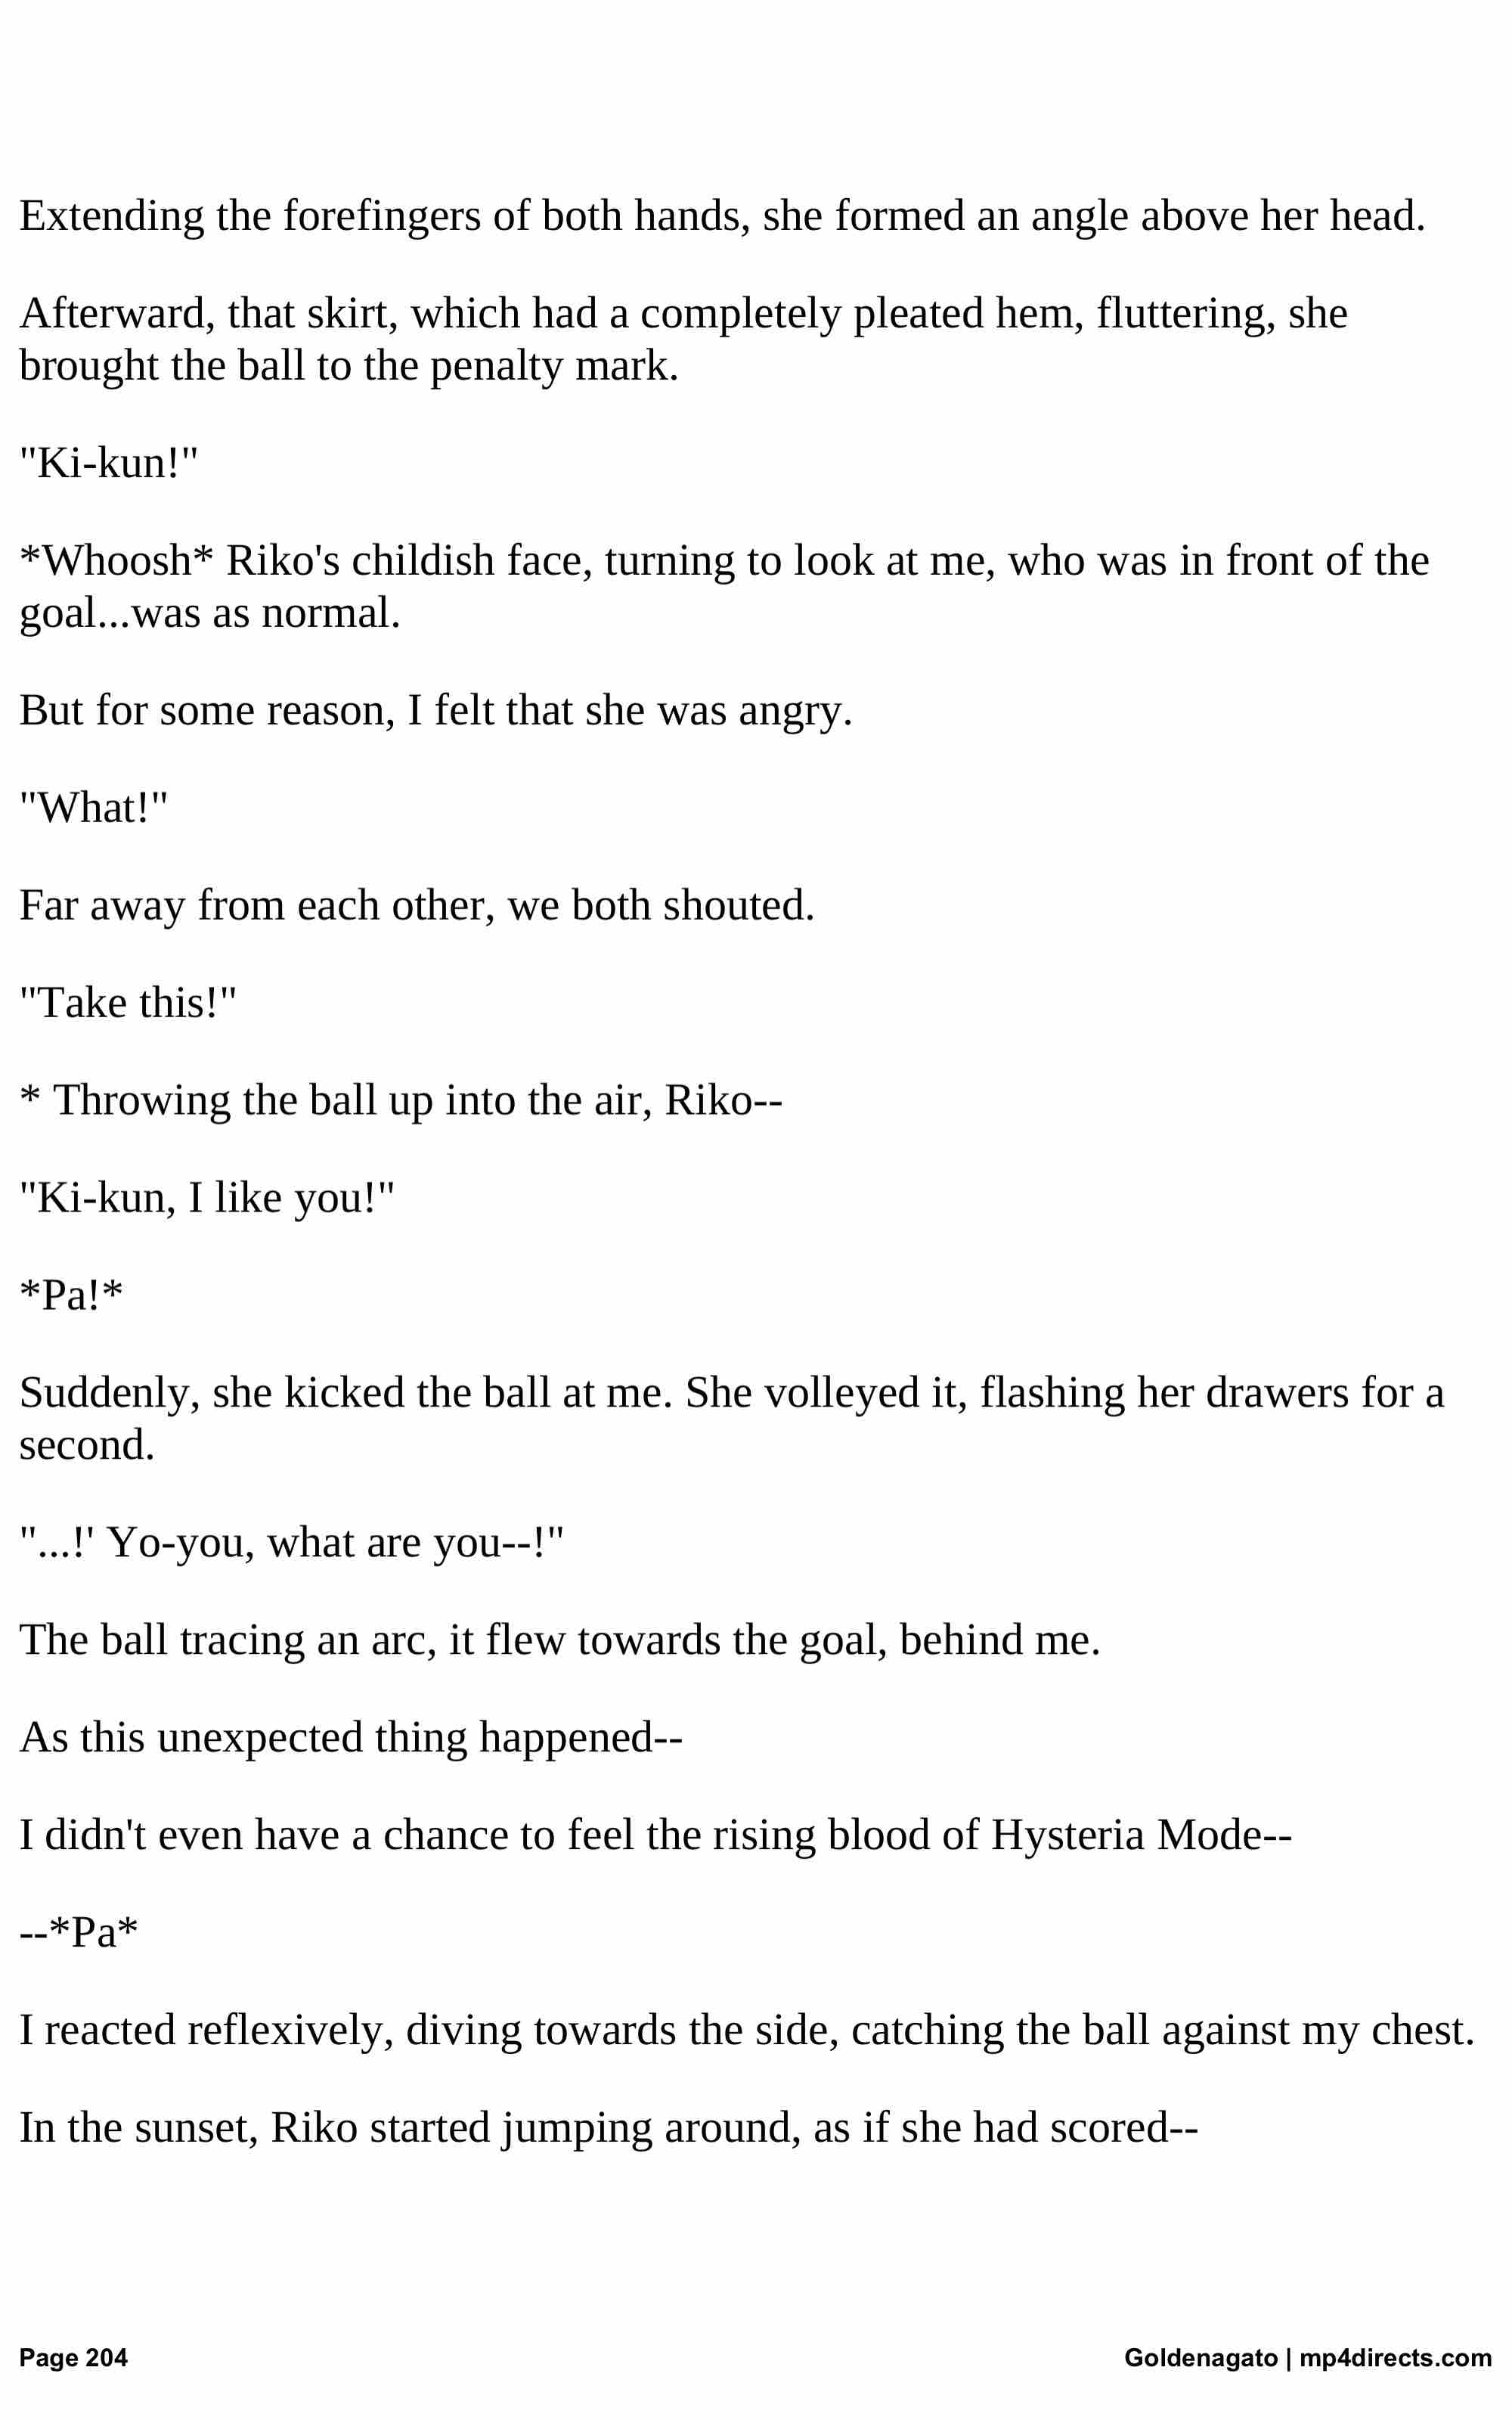 Extending the forefingers of both hands, she formed an angle above her head.
Afterward, that skirt, which had a completely pleated hem, fluttering, she
brought the ball to the penalty mark.
"Ki-kun!"
*Whoosh* Riko's childish face, turning to look at me, who was in front of the
goal...was as normal.
But for some reason, I felt that she was angry.
"What!"
Far away from each other, we both shouted.
"Take this!"
* Throwing the ball up into the air, Riko--
"Ki-kun, I like you!"
*Pa!*
Suddenly, she kicked the ball at me. She volleyed it, flashing her drawers for a
second.
"...!' Yo-you, what are you--!"
The ball tracing an arc, it flew towards the goal, behind me.
As this unexpected thing happened--
I didn't even have a chance to feel the rising blood of Hysteria Mode--
--*Pa*
I reacted reflexively, diving towards the side, catching the ball against my chest.
In the sunset, Riko started jumping around, as if she had scored--
Page 204
Goldenagato | mp4directs.com